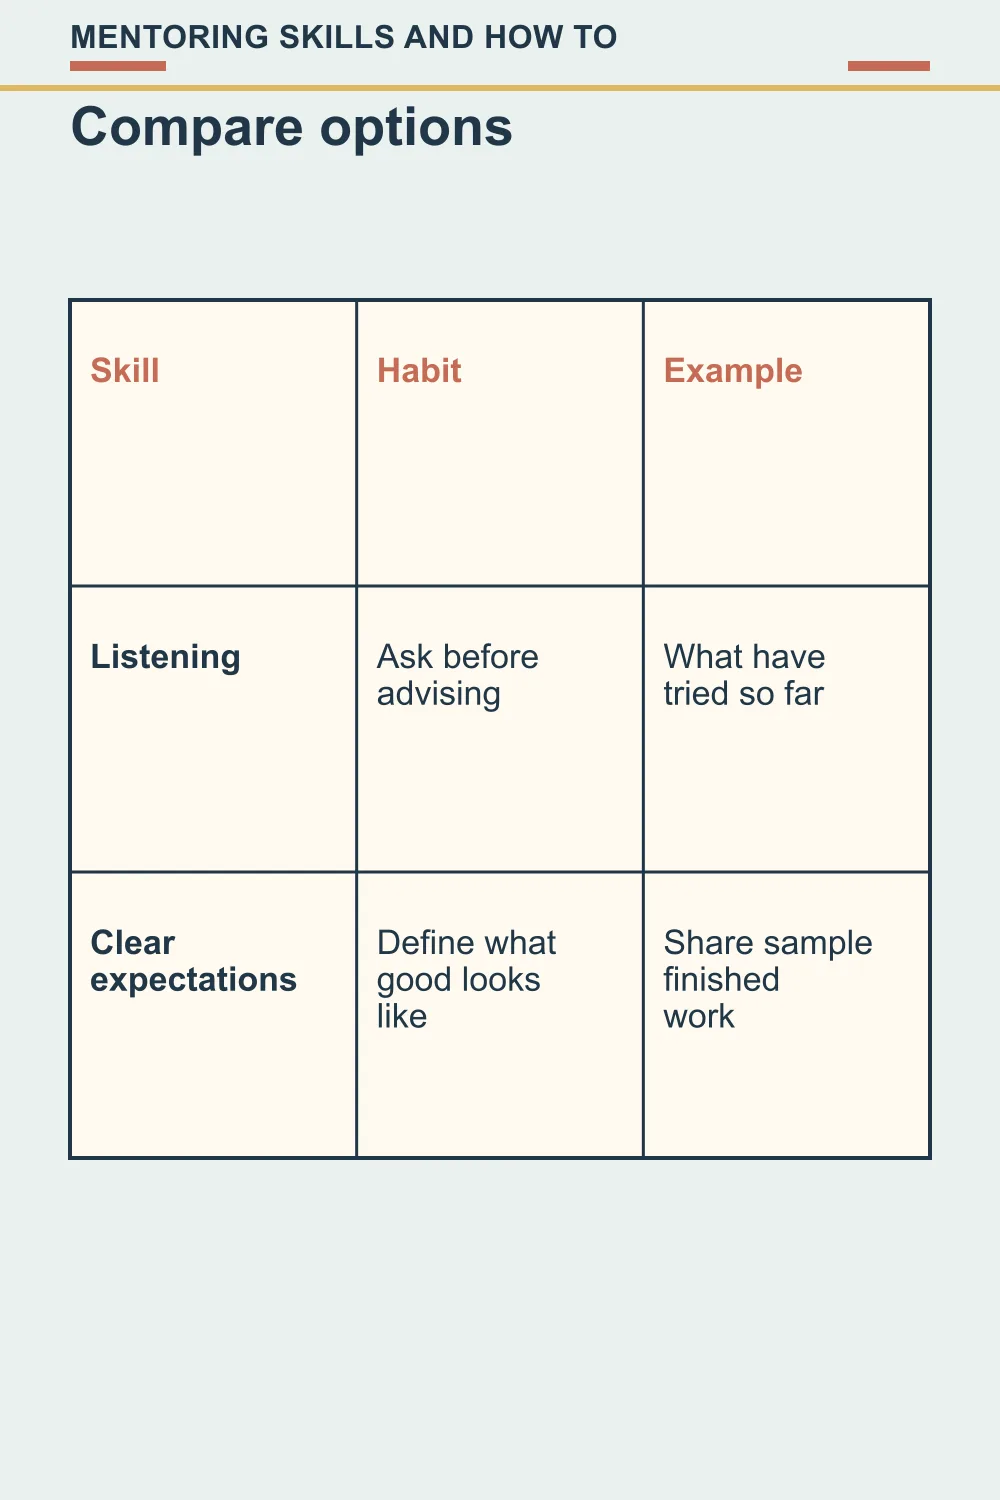 MENTORING SKILLS AND HOW TO
Compare options
Skill
Habit
Example
Listening
Ask before
advising
What have
tried so far
Clear
expectations
Define what
good looks
like
Share sample
finished
work